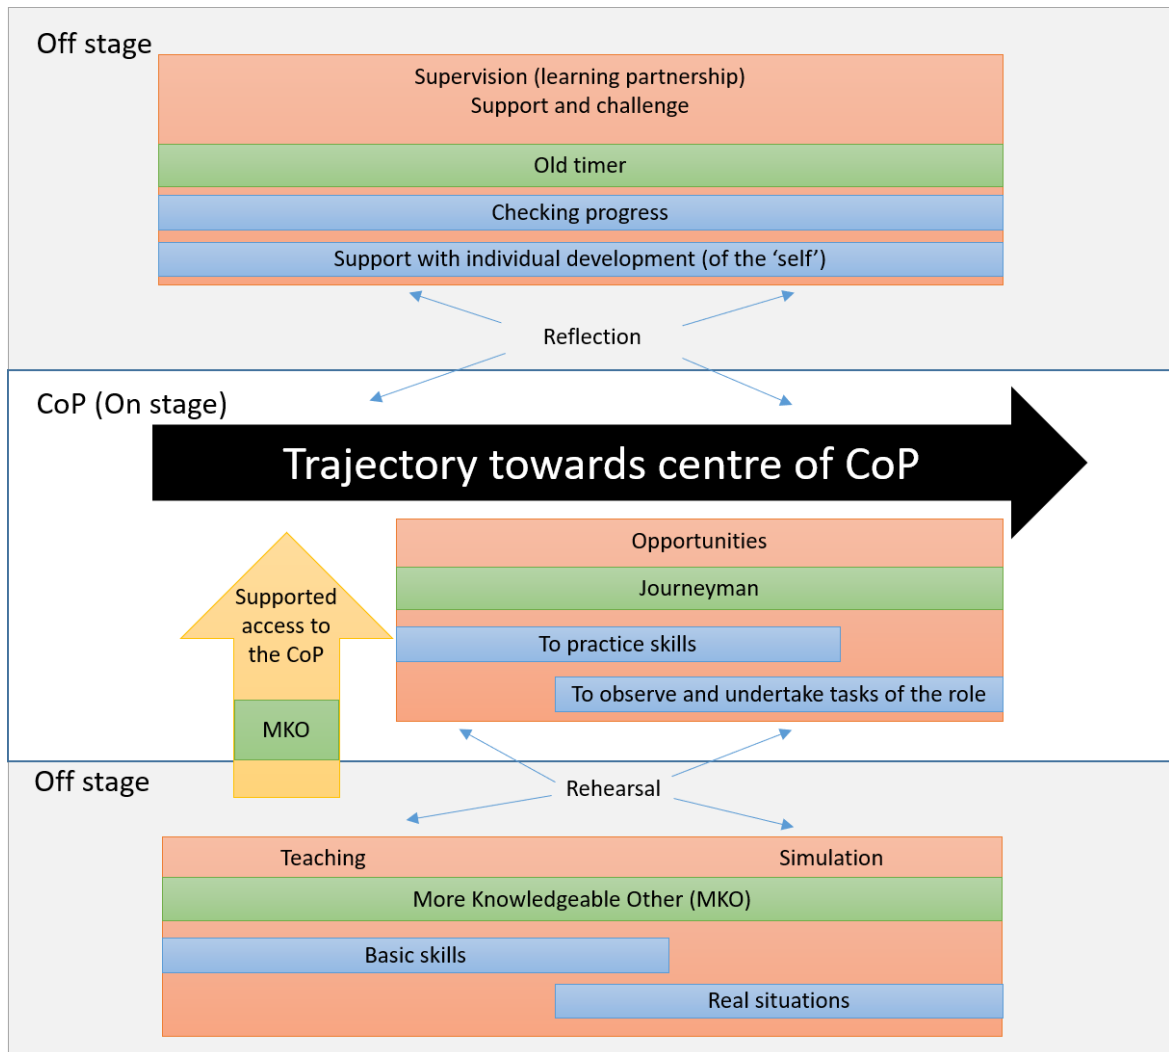 Off stage
Supervision (learning partnership)
Support and challenge
Old timer
Checking progress
Support with individual development (of the ‘self’)
Reflection
CoP (On stage)
Trajectory towards centre of CoP
Supported
access to
the CoP
MKO
Opportunities
Journeyman
To practice skills
To observe and undertake tasks of the role
Off stage
Rehearsal
Teaching
Simulation
More Knowledgeable Other (MKO)
Basic skills
Real situations